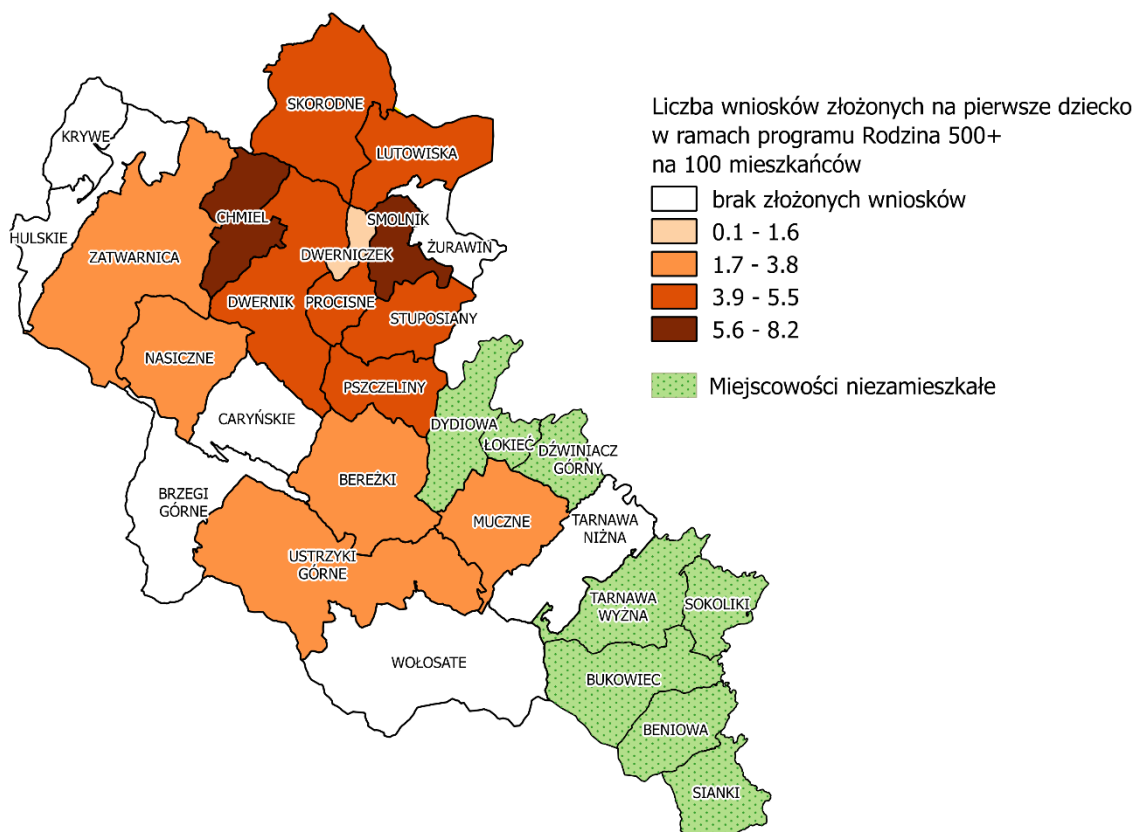 Liczba wniosków złożonych na pierwsze dziecko
w ramach programu Rodzina 500+
na 100 mieszkańców
brak złożonych wniosków
0.1 - 1.6
1.7 - 3.8
3.9 - 5.5
5.6 - 8.2
Miejscowości niezamieszkałe
SKORODNE
KRYWE
LUTOWISKA
CHMIEL
SMOLNIK
HULSKIE
ŻURAWIN
ZATWARNICA
DWERNICZEK
DWERNIK
PROCISNE
STUPOSIANY
NASICZNE
PSZCZELINY
CARYŃSKIE
DYDIOWA
ŁOKIEĆ
DŹWINIACZ
GÓRNY
BEREŻKI
BRZEGI
GÓRNE
MUCZNE
TARNAWA
NIŻNA
USTRZYKI
GÓRNE
TARNAWA
WYŻNA
SOKOLIKI
WOŁOSATE
BUKOWIEC
BENIOWA
SIANKI